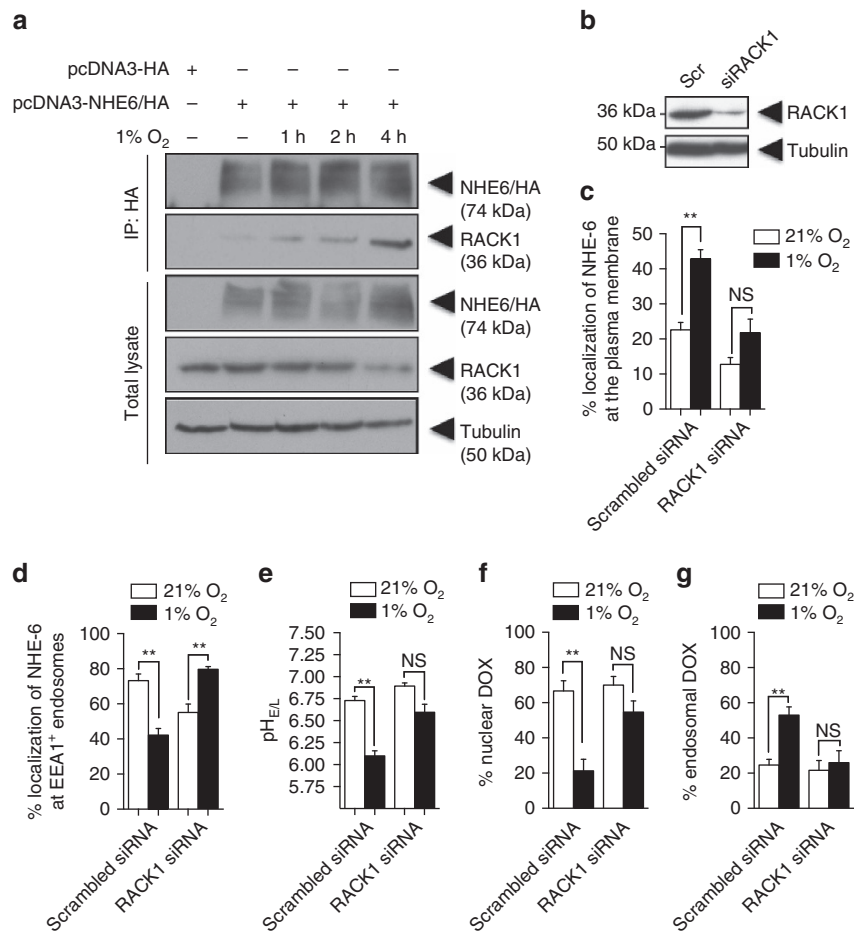 a
pcDNA3-HA + – – – –
pcDNA3-NHE6/HA – + + + +
1% O2 – – 1 h 2 h 4 h
IP: HA
NHE6/HA
(74 kDa)
RACK1
(36 kDa)
Total lysate
NHE6/HA
(74 kDa)
RACK1
(36 kDa)
Tubulin
(50 kDa)
b
Scr siRACK1
36 kDa RACK1
50 kDa Tubulin
c
21% O2
1% O2
% localization of NHE-6
at the plasma membrane
50
40
30
20
10
0
** NS
Scrambled siRNA
RACK1 siRNA
d
21% O2
1% O2
% localization of NHE-6
at EEA1+ endosomes
100
80
60
40
20
0
** **
Scrambled siRNA
RACK1 siRNA
e
21% O2
1% O2
pHE/L
7.50
7.25
7.00
6.75
6.50
6.25
6.00
5.75
** NS
Scrambled siRNA
RACK1 siRNA
f
21% O2
1% O2
% nuclear DOX
100
80
60
40
20
0
** NS
Scrambled siRNA
RACK1 siRNA
g
21% O2
1% O2
% endosomal DOX
100
80
60
40
20
0
** NS
Scrambled siRNA
RACK1 siRNA